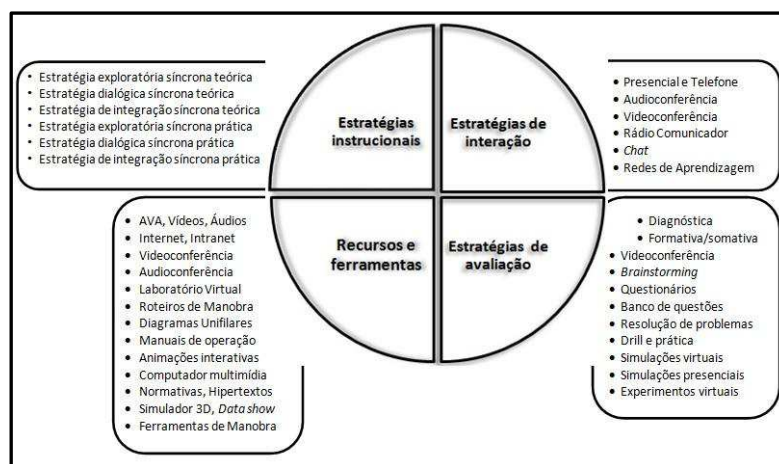 Estratégia exploratória síncrona teórica
Estratégia dialógica síncrona teórica
Estratégia de integração síncrona teórica
Estratégia exploratória síncrona prática
Estratégia dialógica síncrona prática
Estratégia de integração síncrona prática
Estratégias
instrucionais
Estratégias de
interação
Presencial e Telefone
Audioconferência
Videoconferência
Rádio Comunicador
Chat
Redes de Aprendizagem
AVA, Vídeos, Áudios
Internet, Intranet
Videoconferência
Audioconferência
Laboratório Virtual
Roteiros de Manobra
Diagramas Unifilares
Manuais de operação
Animações interativas
Computador multimídia
Normativas, Hipertextos
Simulador 3D, Data show
Ferramentas de Manobra
Recursos e
ferramentas
Estratégias de
avaliação
Diagnóstica
Formativa/somativa
Videoconferência
Brainstorming
Questionários
Banco de questões
Resolução de problemas
Drill e prática
Simulações virtuais
Simulações presenciais
Experimentos virtuais